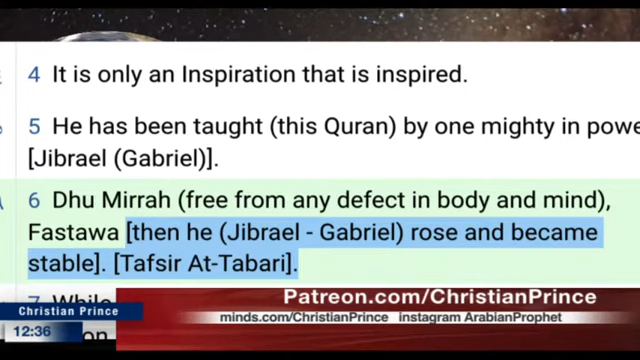 4 It is only an Inspiration that is inspired.
5 He has been taught (this Quran) by one mighty in powe
[Jibrael (Gabriel)].
6 Dhu Mirrah (free from any defect in body and mind),
Fastawa [then he (Jibrael - Gabriel) rose and became
stable]. [Tafsir At-Tabari].
7 While
on
Patreon.com/ChristianPrince
Christian Prince
minds.com/ChristianPrince instagram ArabianProphet
12:36